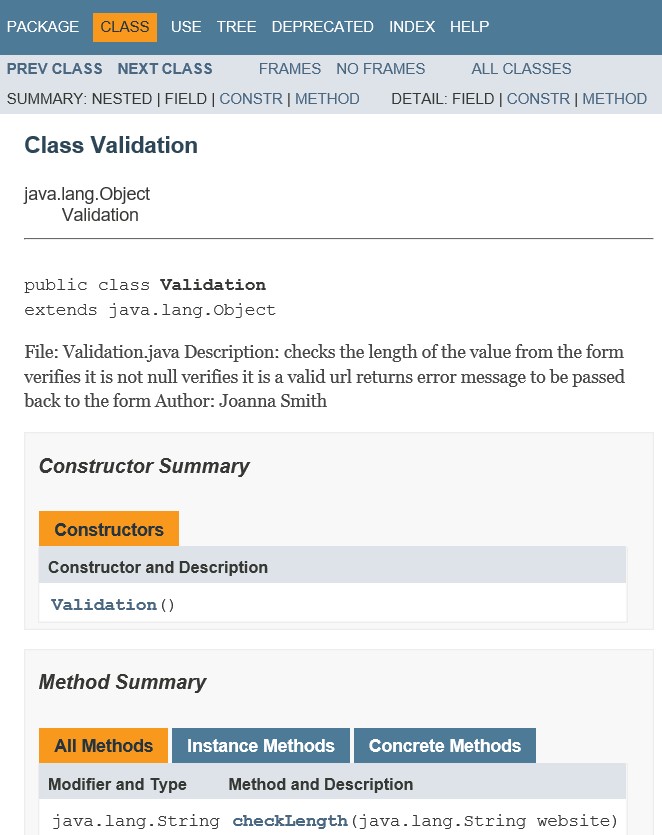 PACKAGE CLASS USE TREE DEPRECATED INDEX HELP
PREV CLASS NEXT CLASS FRAMES NO FRAMES ALL CLASSES
SUMMARY: NESTED | FIELD | CONSTR | METHOD DETAIL: FIELD | CONSTR | METHOD
Class Validation
java.lang.Object
Validation
public class Validation
extends java.lang.Object
File: Validation.java Description: checks the length of the value from the form
verifies it is not null verifies it is a valid url returns error message to be passed
back to the form Author: Joanna Smith
Constructor Summary
Constructors
Constructor and Description
Validation()
Method Summary
All Methods Instance Methods Concrete Methods
Modifier and Type Method and Description
java.lang.String checkLength(java.lang.String website)